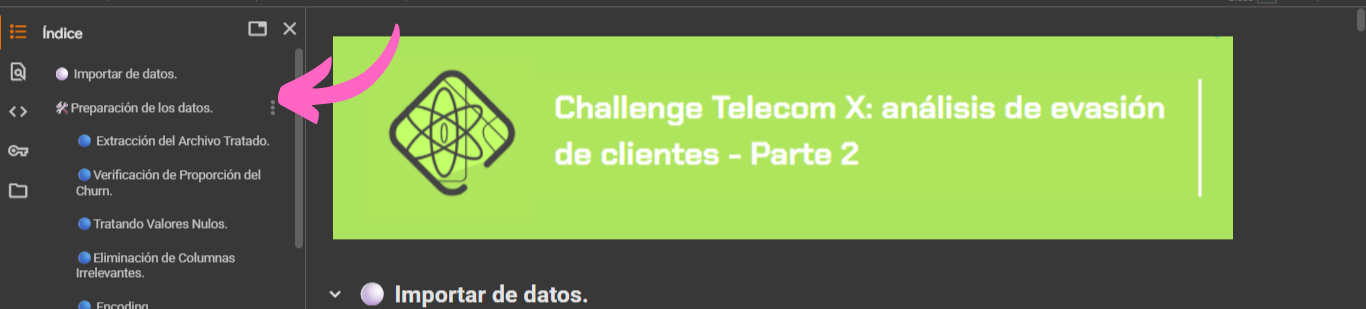 Índice
Importar de datos.
Preparación de los datos.
Extracción del Archivo Tratado.
Verificación de Proporción del
Churn.
Tratando Valores Nulos.
Eliminación de Columnas
Irrelevantes.
Encoding
Challenge Telecom X: análisis de evasión
de clientes - Parte 2
Importar de datos.